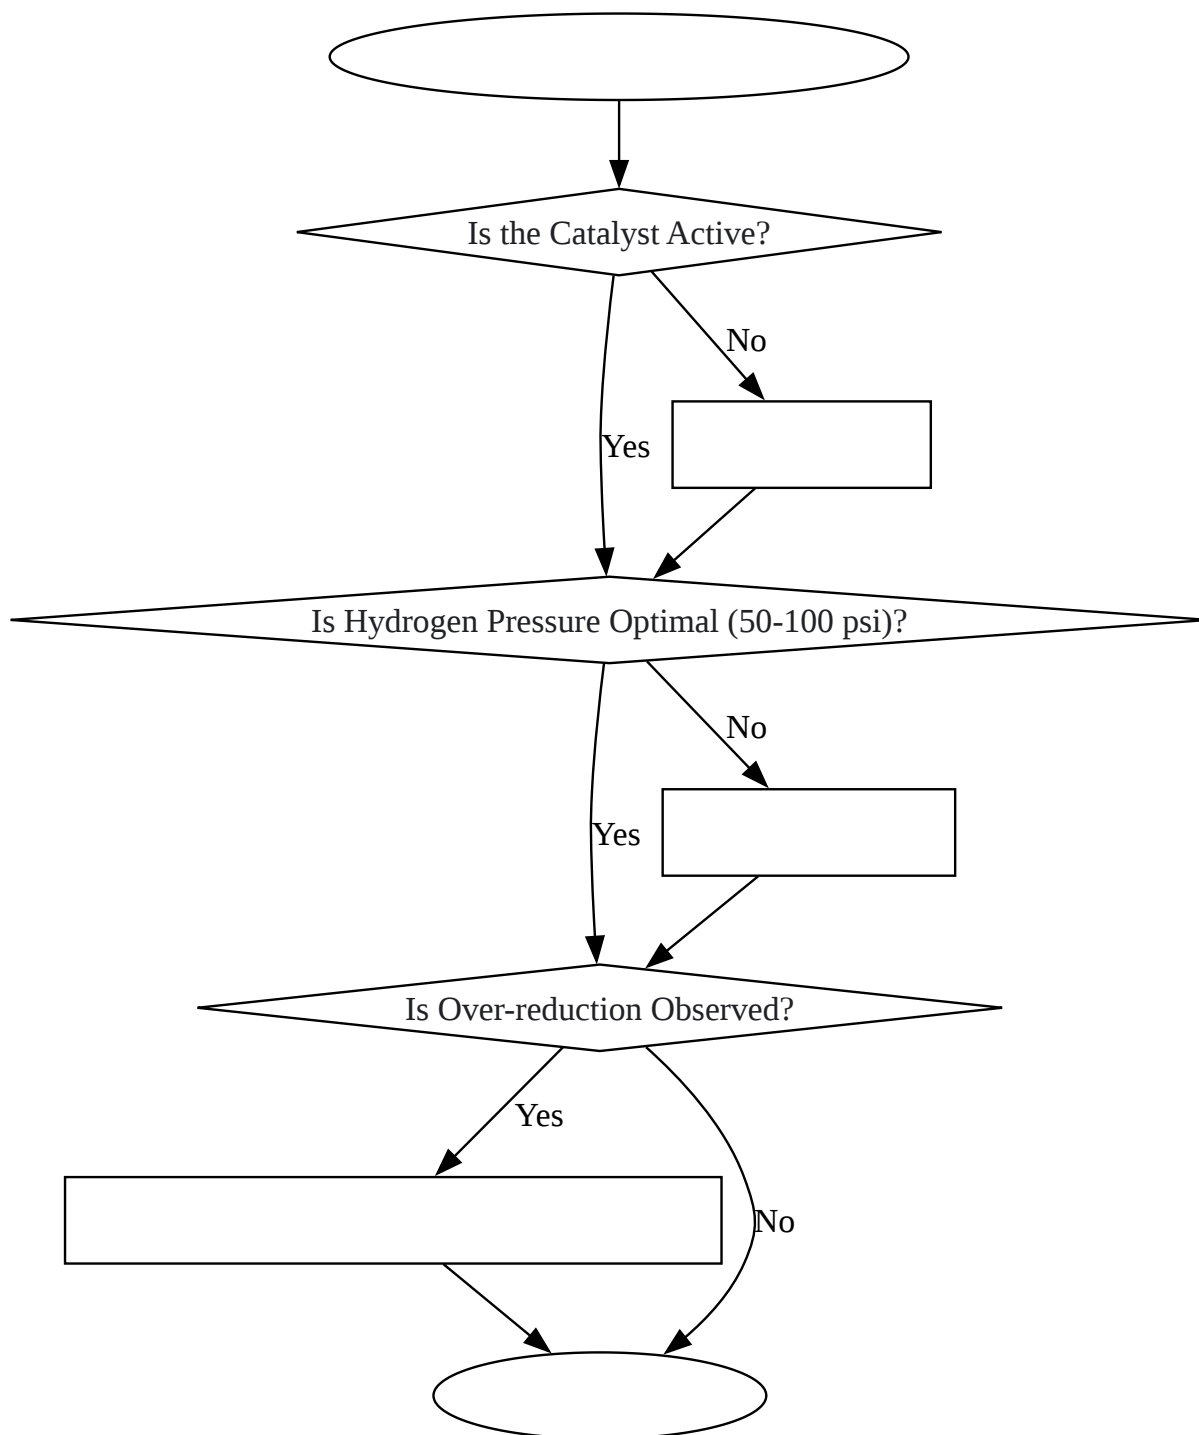 Is the Catalyst Active?
No
Yes
Is Hydrogen Pressure Optimal (50-100 psi)?
No
Yes
Is Over-reduction Observed?
Yes
No